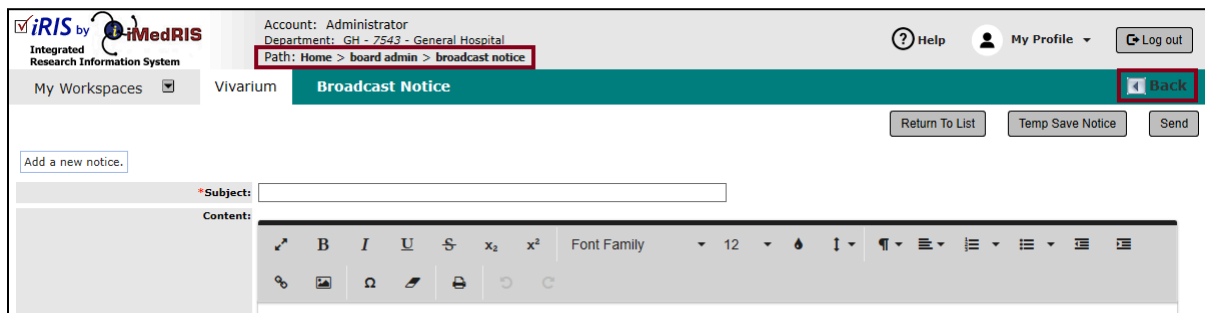 iRIS by iMedRIS
Integrated
Research Information System
Account: Administrator
Department: GH - 7543 - General Hospital
Path: Home > board admin > broadcast notice
Help
My Profile
Log out
My Workspaces
Vivarium
Broadcast Notice
Back
Return To List
Temp Save Notice
Send
Add a new notice.
*Subject:
Content:
B I U S x₂ x² Font Family 12
Ω